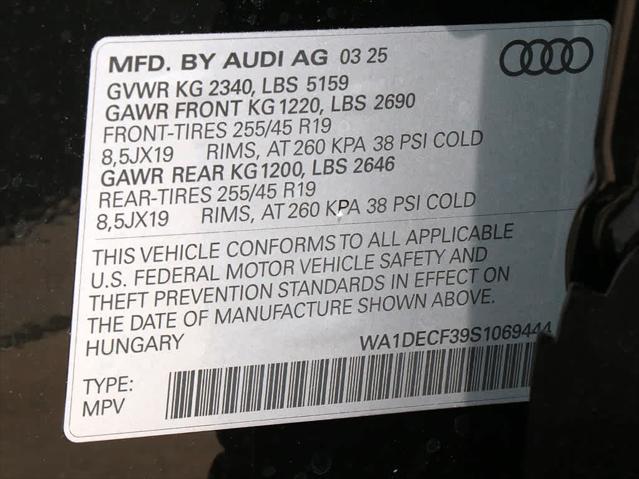 MFD. BY AUDI AG 03 25
GVWR KG 2340, LBS 5159
GAWR FRONT KG 1220, LBS 2690
FRONT-TIRES 255/45 R19
8,5JX19 RIMS, AT 260 KPA 38 PSI COLD
GAWR REAR KG 1200, LBS 2646
REAR-TIRES 255/45 R19
8,5JX19 RIMS, AT 260 KPA 38 PSI COLD
THIS VEHICLE CONFORMS TO ALL APPLICABLE
U.S. FEDERAL MOTOR VEHICLE SAFETY AND
THEFT PREVENTION STANDARDS IN EFFECT ON
THE DATE OF MANUFACTURE SHOWN ABOVE.
HUNGARY WA1DECF39S1069444
TYPE:
MPV